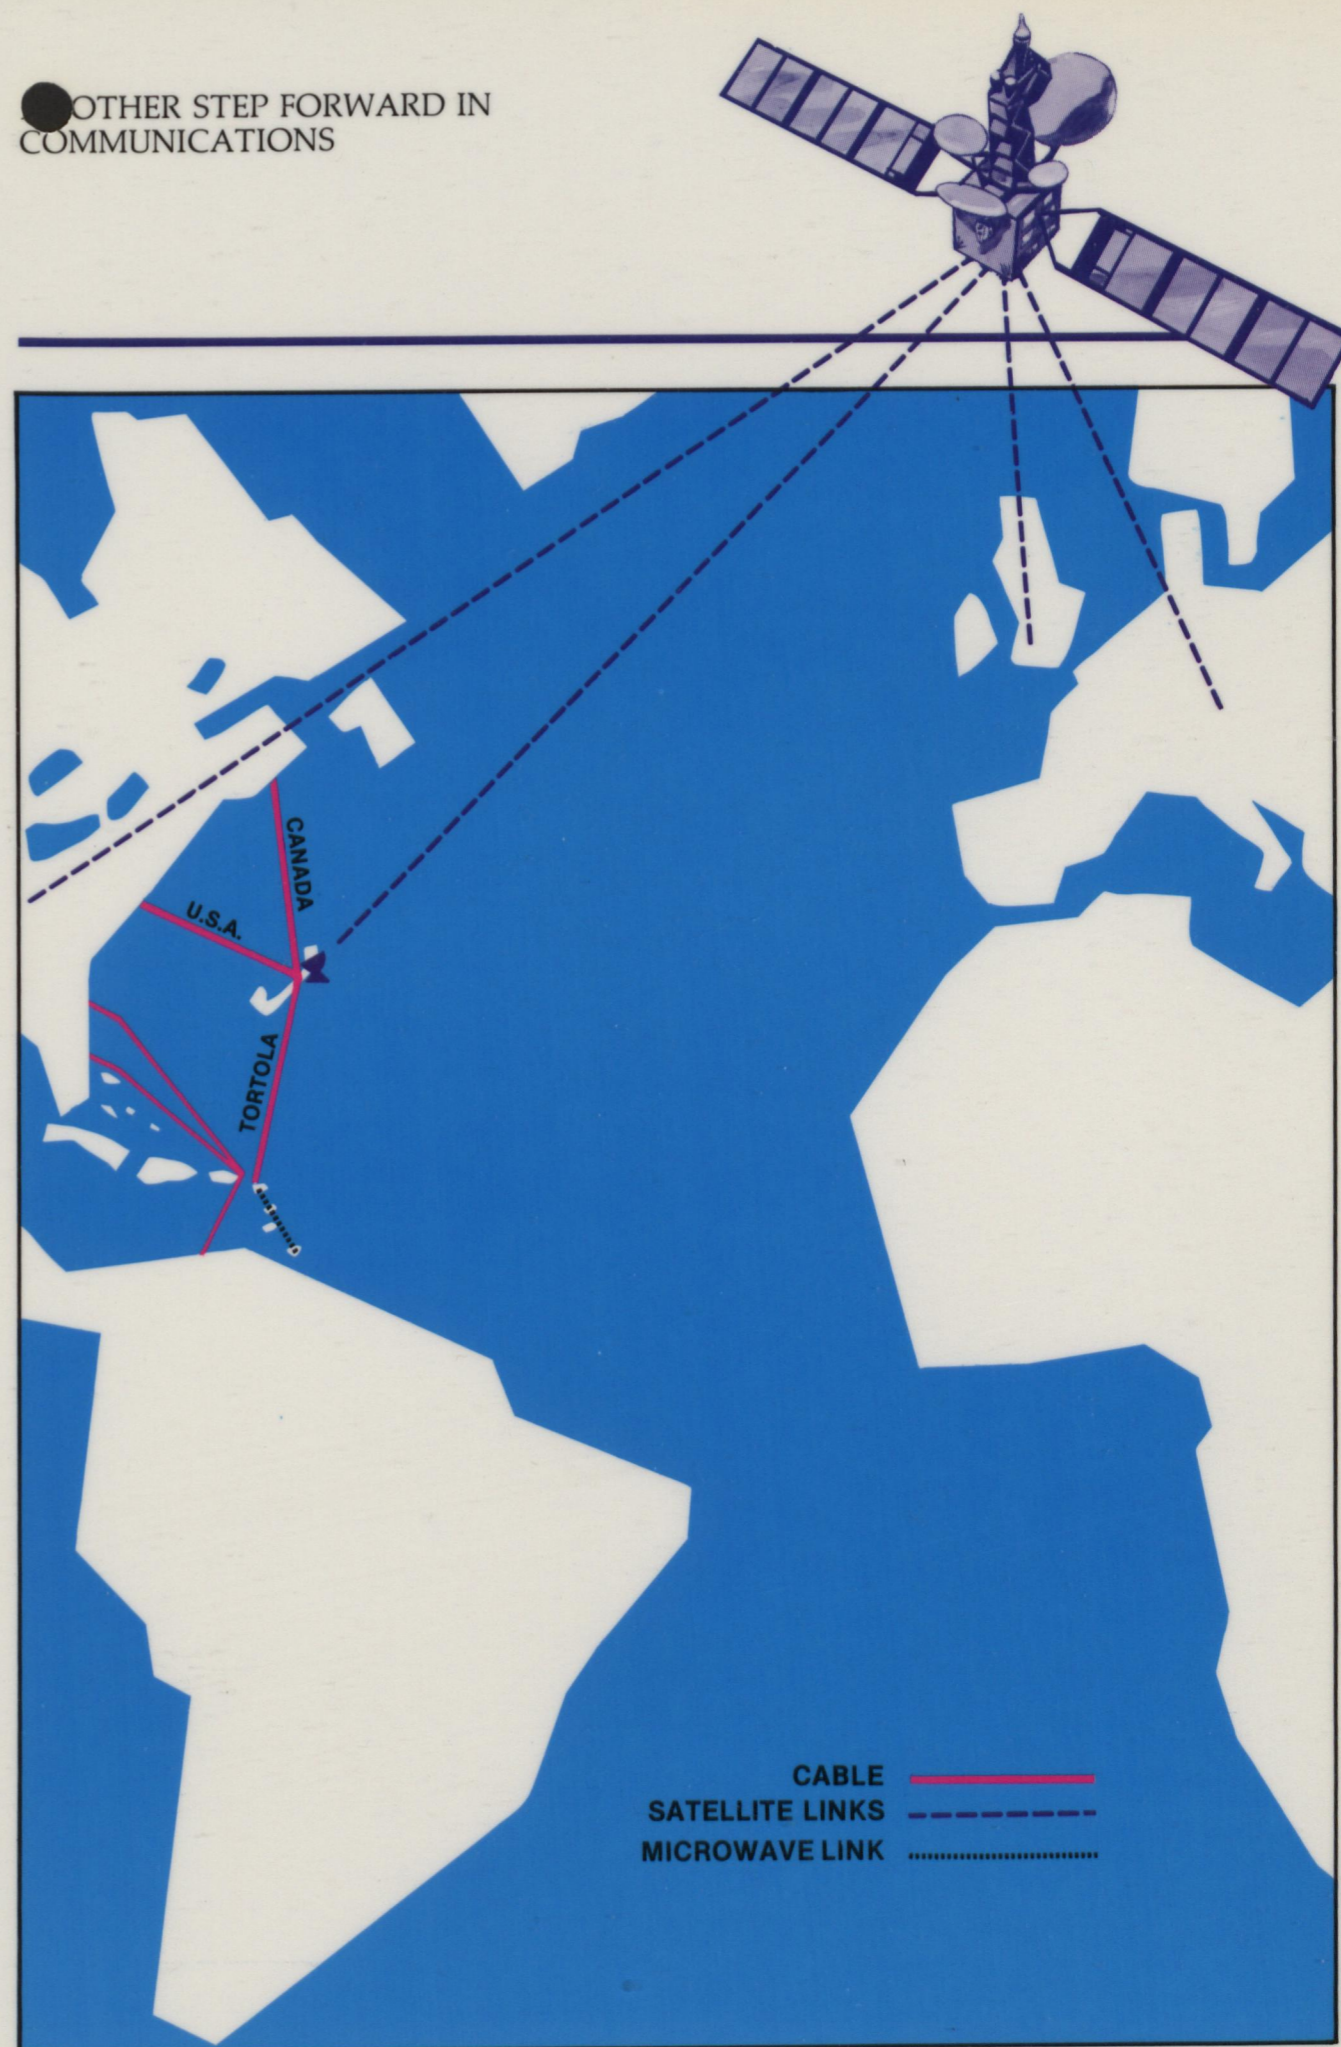 OTHER STEP FORWARD IN
COMMUNICATIONS
CANADA
U.S.A.
TORTOLA
CABLE
SATELLITE LINKS
MICROWAVE LINK